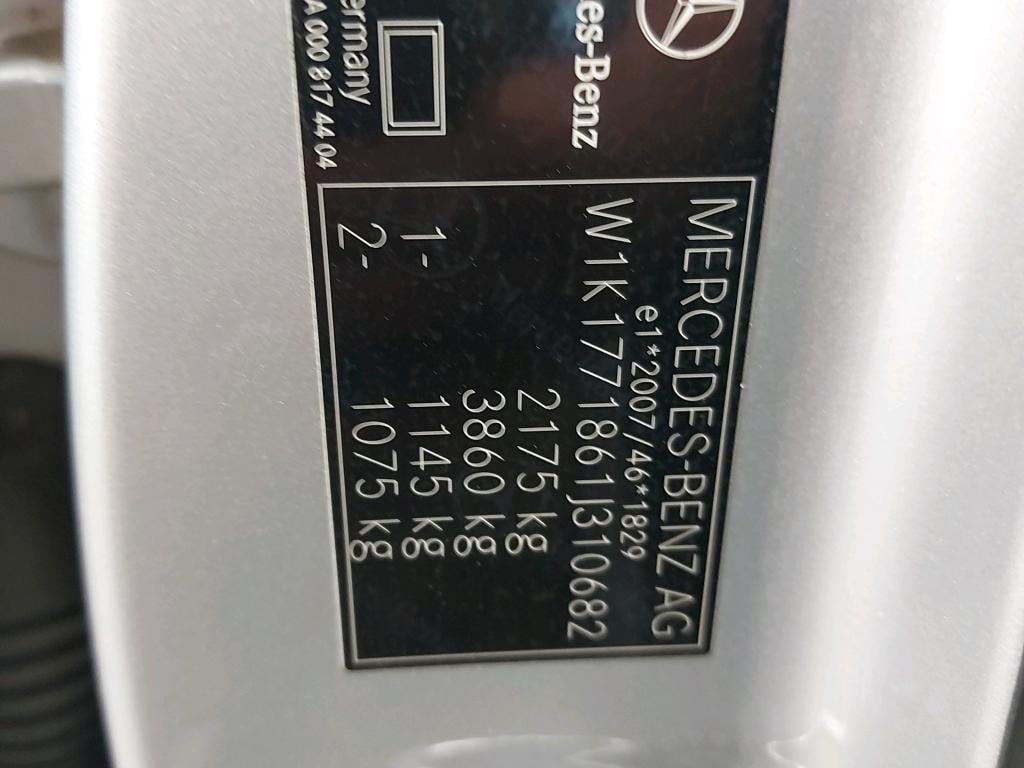 es-Benz
ermany
A 000 817 44 04
MERCEDES-BENZ AG
e1*2007/46*1829
W1K1771861J310682
2175 kg
3860 kg
1- 1145 kg
2- 1075 kg